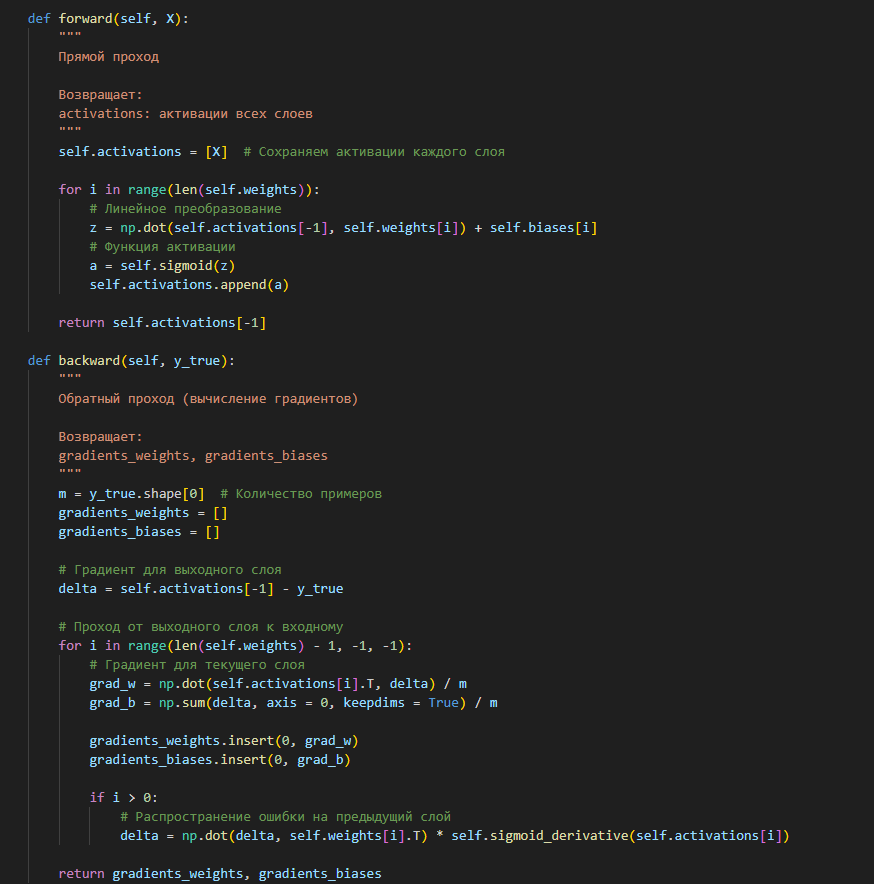 def forward(self, X):
"""
Прямой проход
Возвращает:
activations: активации всех слоев
"""
self.activations = [X]  # Сохраняем активации каждого слоя
for i in range(len(self.weights)):
# Линейное преобразование
z = np.dot(self.activations[-1], self.weights[i]) + self.biases[i]
# Функция активации
a = self.sigmoid(z)
self.activations.append(a)
return self.activations[-1]
def backward(self, y_true):
"""
Обратный проход (вычисление градиентов)
Возвращает:
gradients_weights, gradients_biases
"""
m = y_true.shape[0]  # Количество примеров
gradients_weights = []
gradients_biases = []
# Градиент для выходного слоя
delta = self.activations[-1] - y_true
# Проход от выходного слоя к входному
for i in range(len(self.weights) - 1, -1, -1):
# Градиент для текущего слоя
grad_w = np.dot(self.activations[i].T, delta) / m
grad_b = np.sum(delta, axis = 0, keepdims = True) / m
gradients_weights.insert(0, grad_w)
gradients_biases.insert(0, grad_b)
if i > 0:
# Распространение ошибки на предыдущий слой
delta = np.dot(delta, self.weights[i].T) * self.sigmoid_derivative(self.activations[i])
return gradients_weights, gradients_biases